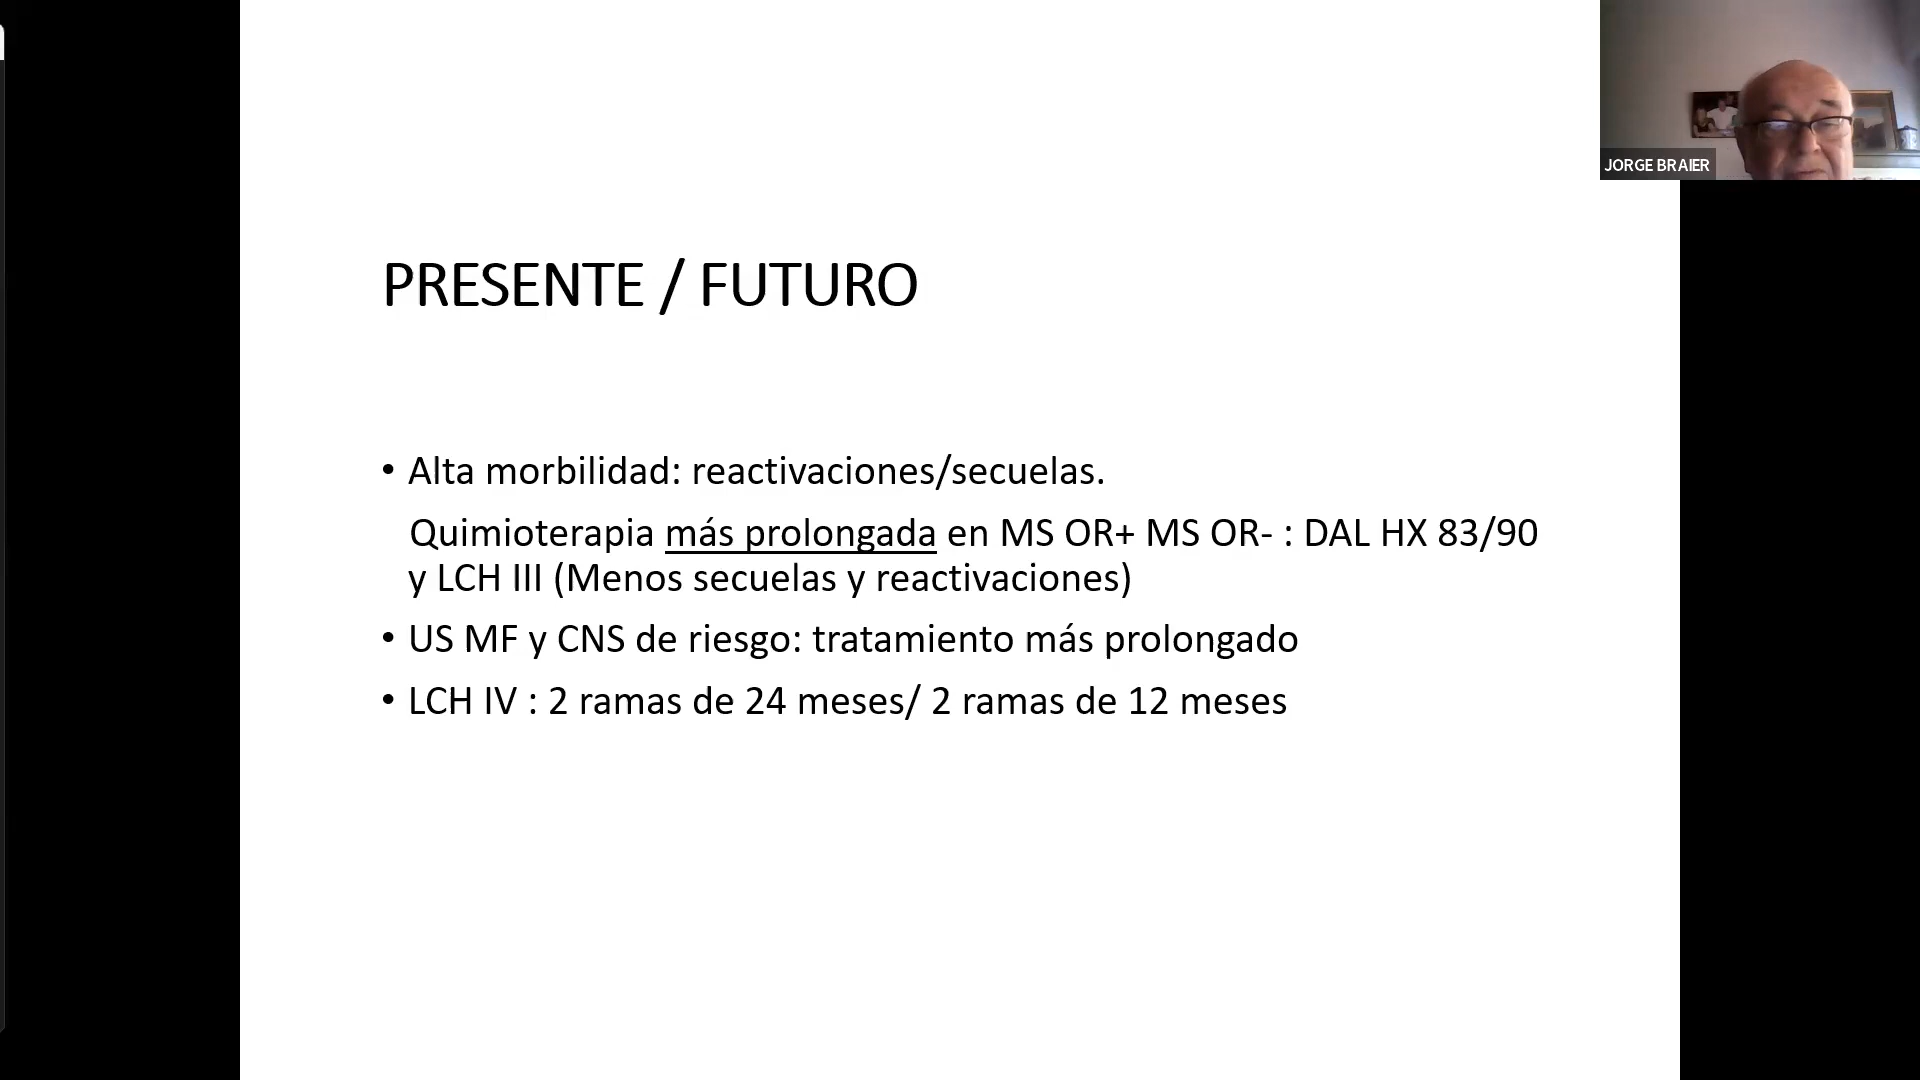 JORGE BRAIER
PRESENTE / FUTURO
• Alta morbilidad: reactivaciones/secuelas.
Quimioterapia más prolongada en MS OR+ MS OR- : DAL HX 83/90
y LCH III (Menos secuelas y reactivaciones)
• US MF y CNS de riesgo: tratamiento más prolongado
• LCH IV : 2 ramas de 24 meses/ 2 ramas de 12 meses